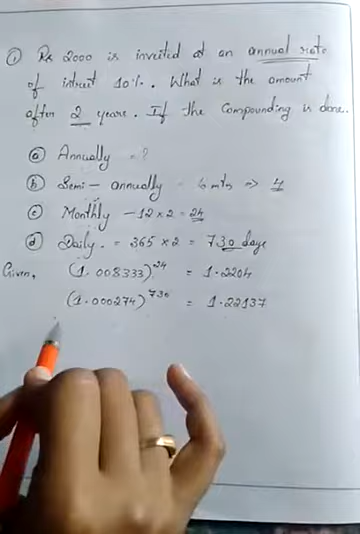 ① Rs 2000 is invested at an annual rate
of intrest 10%. What is the amount
after 2 years. If the compounding is done..
ⓐ Annually = ?
ⓑ Semi-annually - 6 mths => 4
ⓒ Monthly - 12 × 2 = 24
ⓓ Daily. = 365 × 2 = 730 days
Given, (1.008333)^24 = 1.2204
(1.000274)^730 = 1.22137